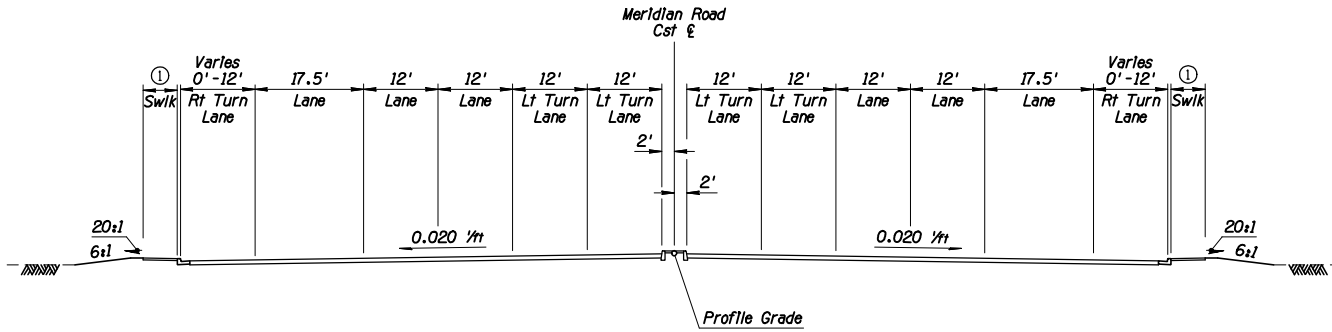 Meridian Road
Cst ℄
Varies
0'-12'
17.5'
12'
12'
12'
12'
12'
12'
12'
12'
17.5'
Varies
0'-12'
①
①
Swlk
Rt Turn
Lane
Lane
Lane
Lane
Lt Turn
Lane
Lt Turn
Lane
Lt Turn
Lane
Lt Turn
Lane
Lane
Lane
Lane
Rt Turn
Lane
Swlk
2'
2'
20:1
6:1
0.020 '/ft
0.020 '/ft
20:1
6:1
Profile Grade